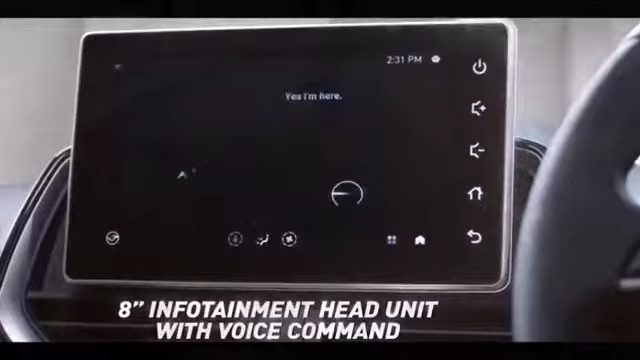 2:31 PM
Yes I'm here.
8” INFOTAINMENT HEAD UNIT
WITH VOICE COMMAND